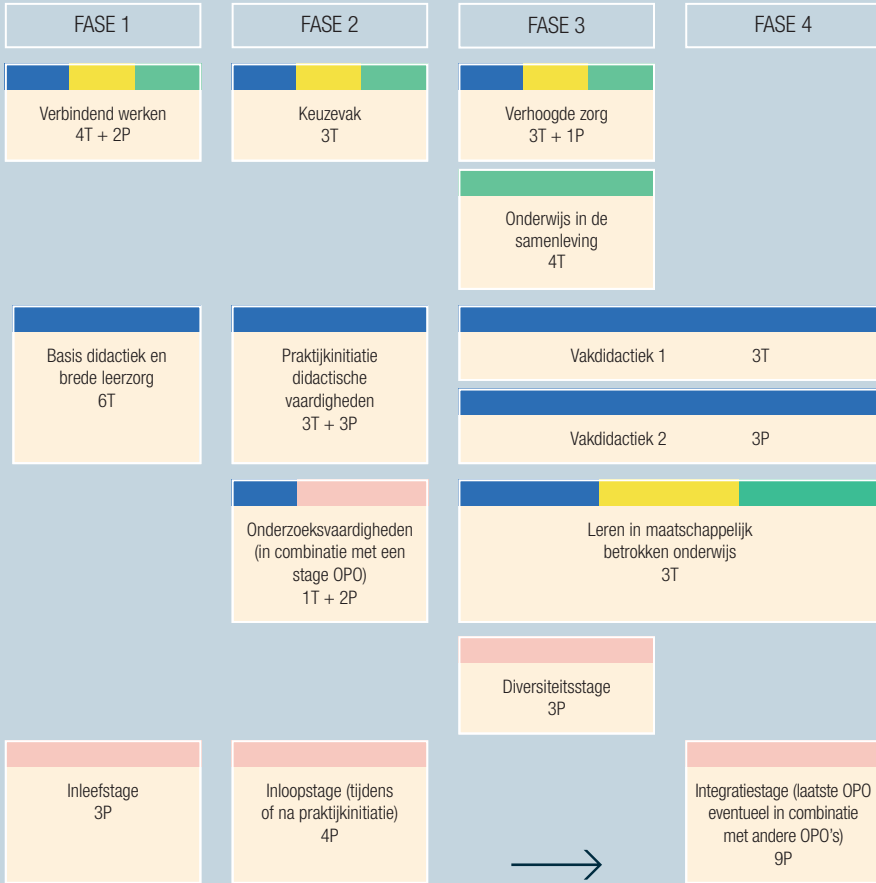 FASE 1
FASE 2
FASE 3
FASE 4
Verbindend werken
4T + 2P
Keuzevak
3T
Verhoogde zorg
3T + 1P
Onderwijs in de
samenleving
4T
Basis didactiek en
brede leerzorg
6T
Praktijkinitiatie
didactische
vaardigheden
3T + 3P
Vakdidactiek 1 3T
Vakdidactiek 2 3P
Onderzoeksvaardigheden
(in combinatie met een
stage OPO)
1T + 2P
Leren in maatschappelijk
betrokken onderwijs
3T
Diversiteitsstage
3P
Inleefstage
3P
Inloopstage (tijdens
of na praktijkinitiatie)
4P
Integratiestage (laatste OPO
eventueel in combinatie
met andere OPO's)
9P